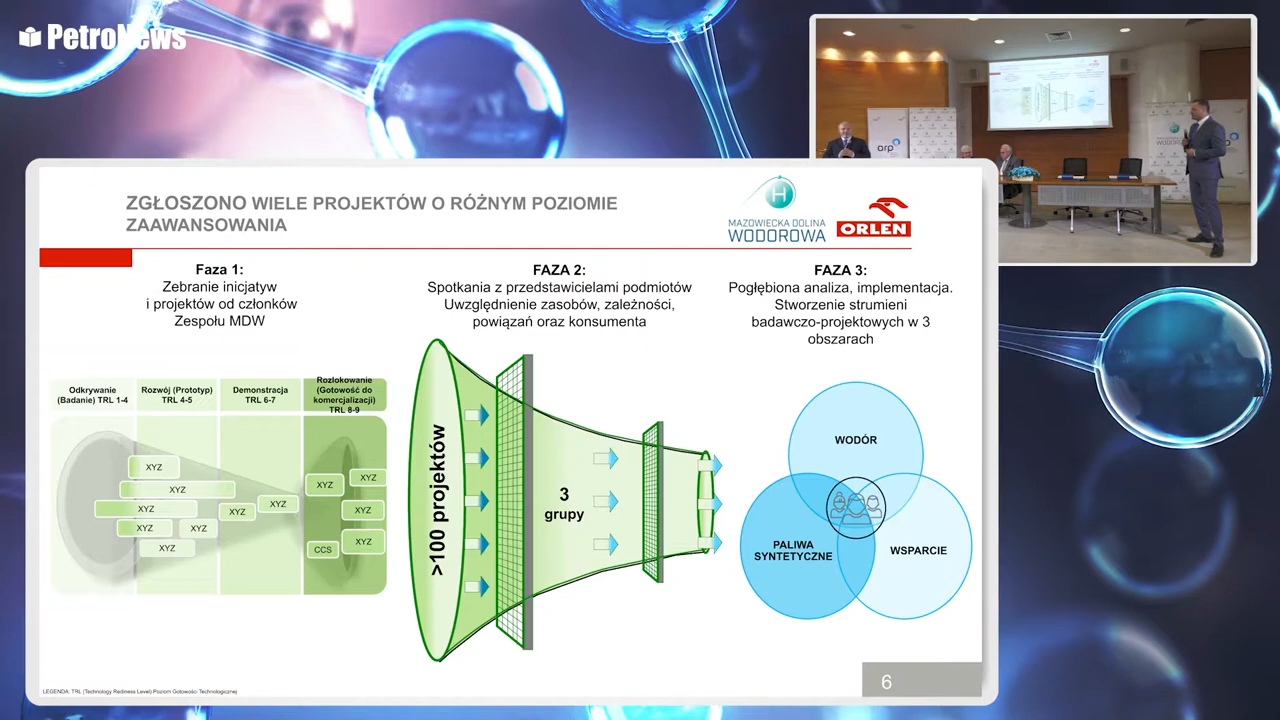 PetroNews
ZGŁOSZONO WIELE PROJEKTÓW O RÓŻNYM POZIOMIE
ZAAWANSOWANIA
H
MAZOWIECKA DOLINA
WODOROWA
ORLEN
Faza 1:
Zebranie inicjatyw
i projektów od członków
Zespołu MDW
FAZA 2:
Spotkania z przedstawicielami podmiotów
Uwzględnienie zasobów, zależności,
powiązań oraz konsumenta
FAZA 3:
Pogłębiona analiza, implementacja.
Stworzenie strumieni
badawczo-projektowych w 3
obszarach
Odkrywanie
(Badanie) TRL 1-4
Rozwój (Prototyp)
TRL 4-5
Demonstracja
TRL 6-7
Rozlokowanie
(Gotowość do
komercjalizacji)
TRL 8-9
XYZ
XYZ
XYZ
XYZ
XYZ
XYZ
XYZ
XYZ
XYZ
XYZ
XYZ
CCS
XYZ
>100 projektów
3
grupy
WODÓR
PALIWA
SYNTETYCZNE
WSPARCIE
LEGENDA: TRL (Technology Rediness Level) Poziom Gotowości Technologicznej
6
arp
WODOROWA